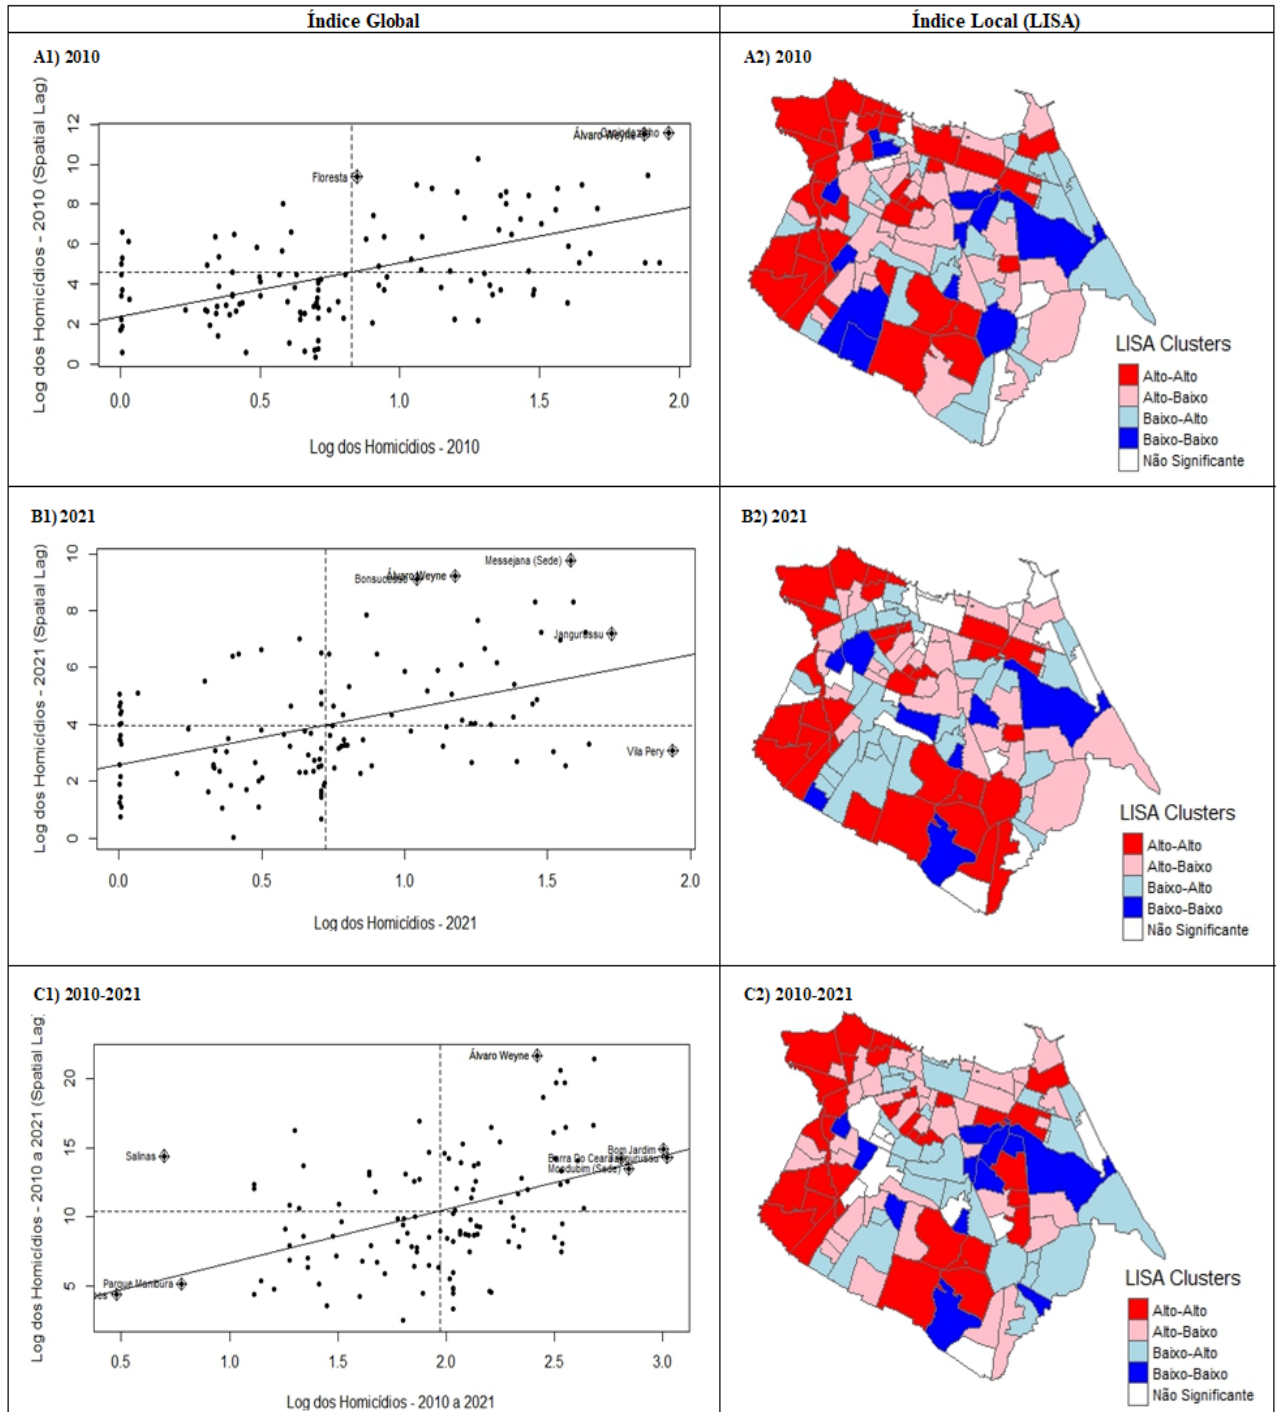 Índice Global
Índice Local (LISA)
A1) 2010
Log dos Homicídios - 2010 (Spatial Lag)
12
10
8
6
4
2
0
Álvaro Weyne
Floresta
0.0 0.5 1.0 1.5 2.0
Log dos Homicídios - 2010
A2) 2010
LISA Clusters
Alto-Alto
Alto-Baixo
Baixo-Alto
Baixo-Baixo
Não Significante
B1) 2021
Log dos Homicídios - 2021 (Spatial Lag)
10
8
6
4
2
0
Messejana (Sede)
Bonsucesso
Álvaro Weyne
Jangurussu
Vila Pery
0.0 0.5 1.0 1.5 2.0
Log dos Homicídios - 2021
B2) 2021
LISA Clusters
Alto-Alto
Alto-Baixo
Baixo-Alto
Baixo-Baixo
Não Significante
C1) 2010-2021
Log dos Homicídios - 2010 a 2021 (Spatial Lag
20
15
10
5
Álvaro Weyne
Salinas
Bom Jardim
Barra Do Ceará
Mondubim (Sede)
Parque Manibura
0.5 1.0 1.5 2.0 2.5 3.0
Log dos Homicídios - 2010 a 2021
C2) 2010-2021
LISA Clusters
Alto-Alto
Alto-Baixo
Baixo-Alto
Baixo-Baixo
Não Significante